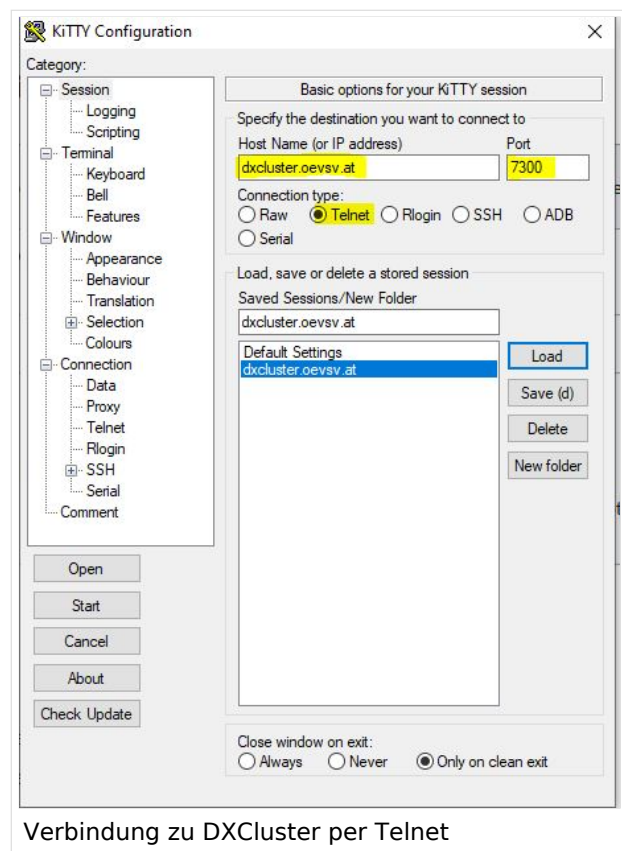 KiTTY Configuration
Category:
Session
Logging
Scripting
Terminal
Keyboard
Bell
Features
Window
Appearance
Behaviour
Translation
Selection
Colours
Connection
Data
Proxy
Telnet
Rlogin
SSH
Serial
Comment
Open
Start
Cancel
About
Check Update
Basic options for your KiTTY session
Specify the destination you want to connect to
Host Name (or IP address) Port
dxcluster.oevsv.at 7300
Connection type:
Raw Telnet Rlogin SSH ADB
Serial
Load, save or delete a stored session
Saved Sessions/New Folder
dxcluster.oevsv.at
Default Settings
dxcluster.oevsv.at
Load
Save (d)
Delete
New folder
Close window on exit:
Always Never Only on clean exit
Verbindung zu DXCluster per Telnet